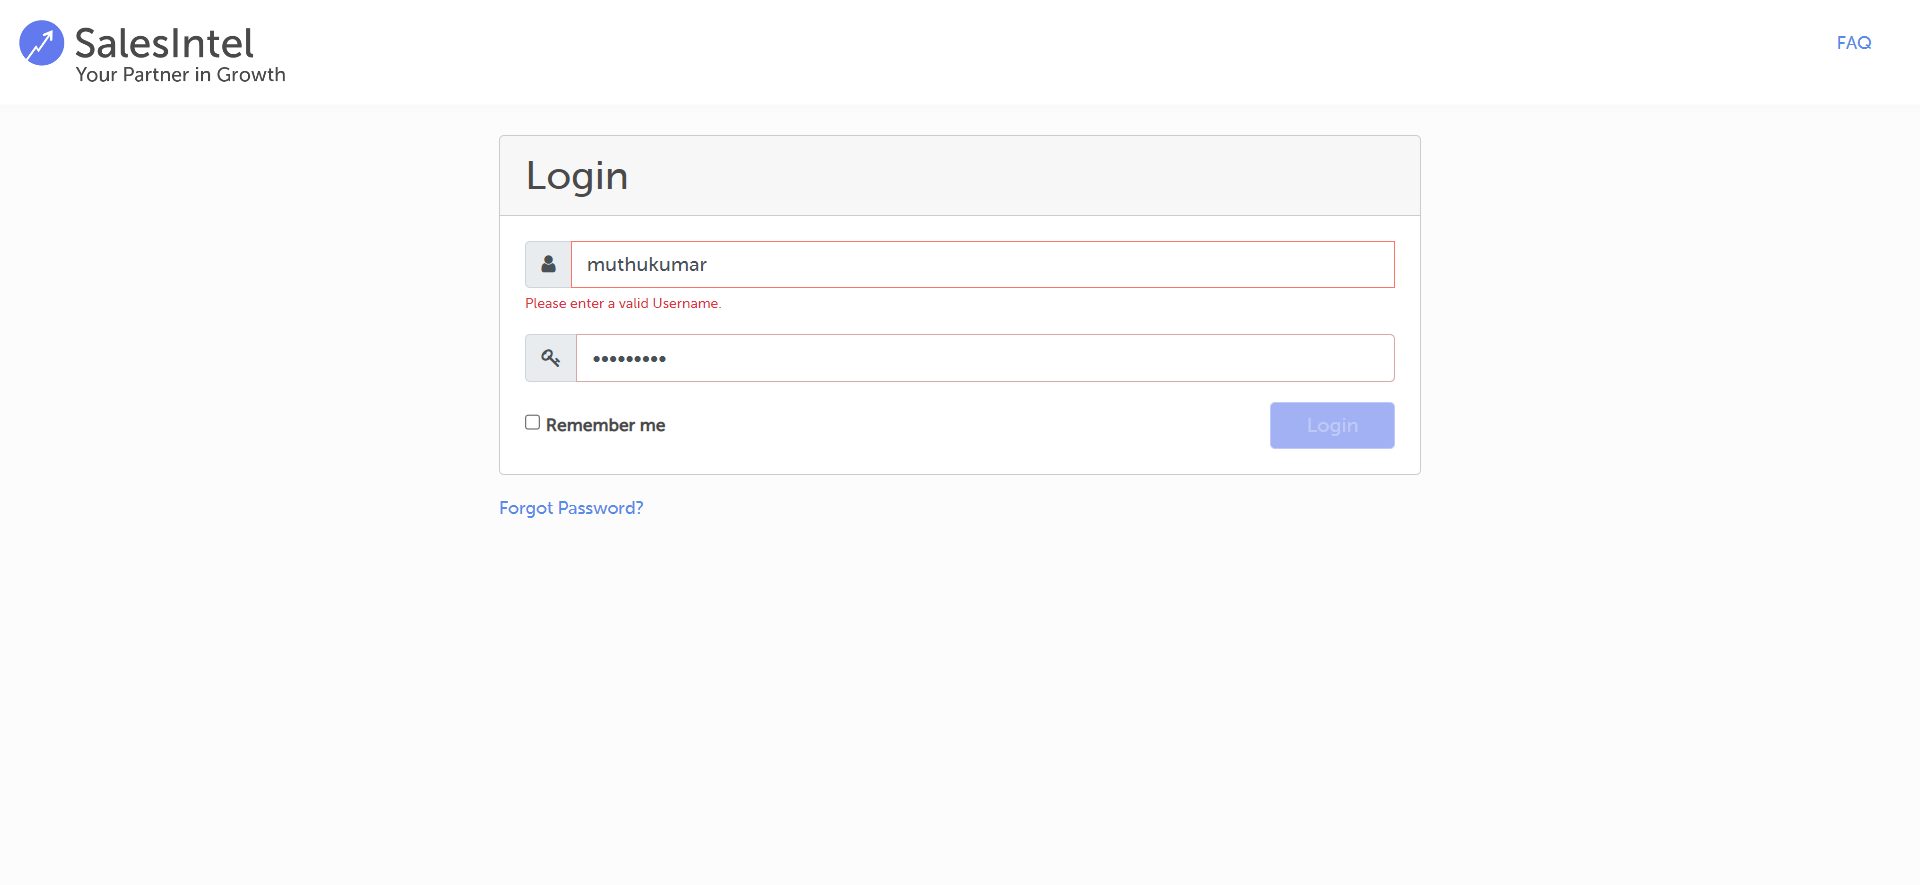 SalesIntel
Your Partner in Growth
FAQ
Login
muthukumar
Please enter a valid Username.
•••••••••
Remember me
Login
Forgot Password?